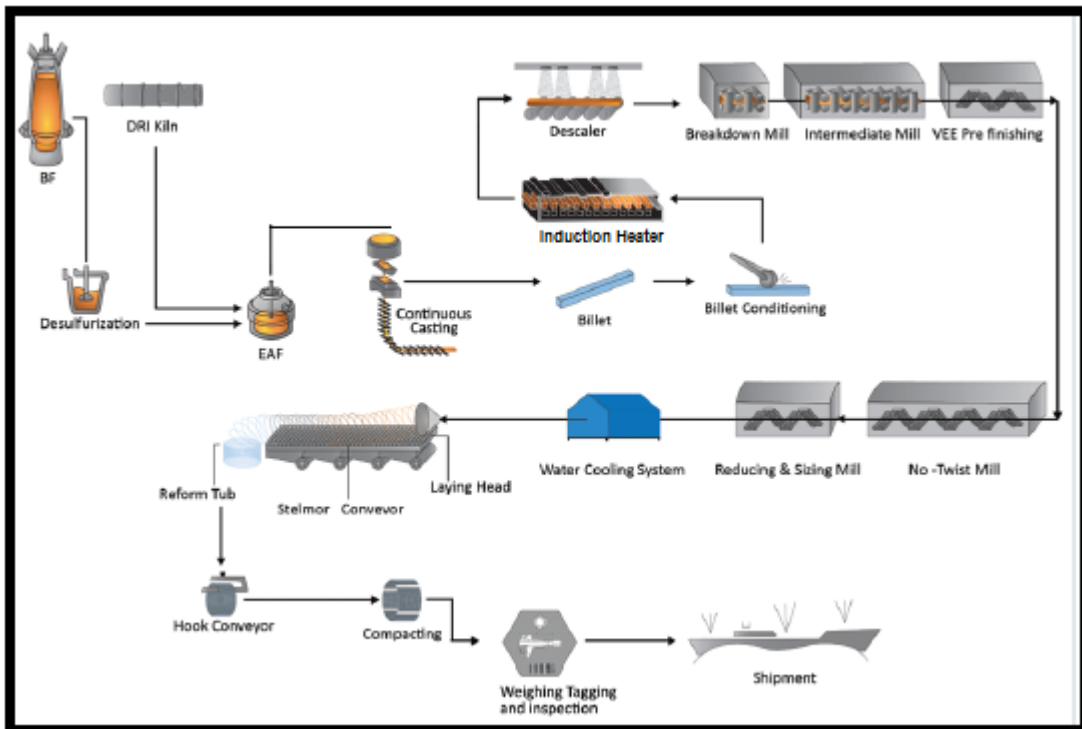 BF
DRI Kiln
Desulfurization
EAF
Continuous
Casting
Billet
Billet Conditioning
Induction Heater
Descaler
Breakdown Mill
Intermediate Mill
VEE Pre finishing
No -Twist Mill
Reducing & Sizing Mill
Water Cooling System
Laying Head
Stelmor Convevor
Reform Tub
Hook Conveyor
Compacting
Weighing Tagging
and inspection
Shipment